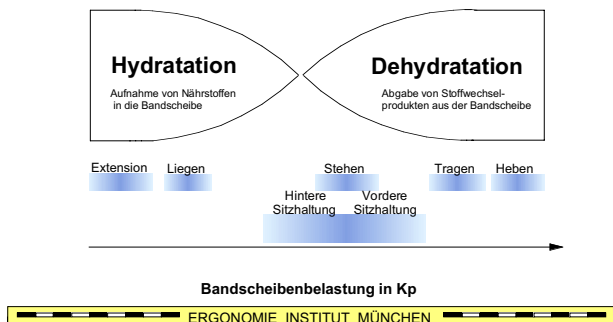 Hydratation
Aufnahme von Nährstoffen
in die Bandscheibe
Dehydratation
Abgabe von Stoffwechsel-
produkten aus der Bandscheibe
Extension Liegen Stehen Tragen Heben
Hintere Vordere
Sitzhaltung Sitzhaltung
Bandscheibenbelastung in Kp
ERGONOMIE INSTITUT MÜNCHEN